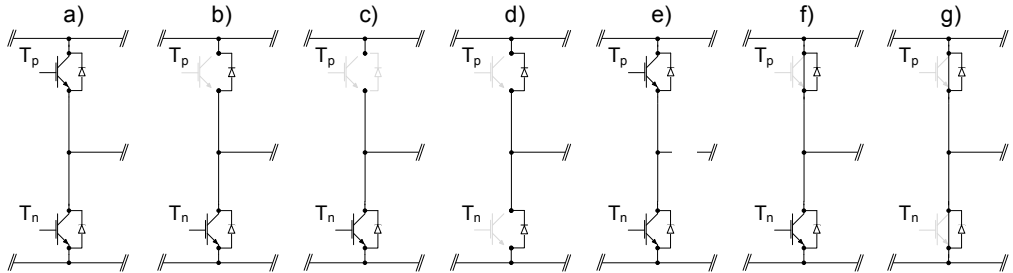 a) b) c) d) e) f) g)
Tp Tp Tp Tp Tp Tp Tp
Tn Tn Tn Tn Tn Tn Tn